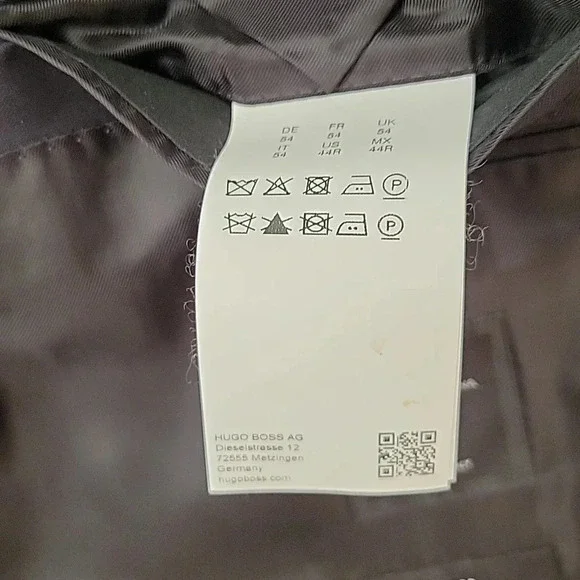 DE FR UK
54 54 54
IT US MX
54 44R 44R
P
P
HUGO BOSS AG
Dieselstrasse 12
72555 Metzingen
Germany
hugoboss.com